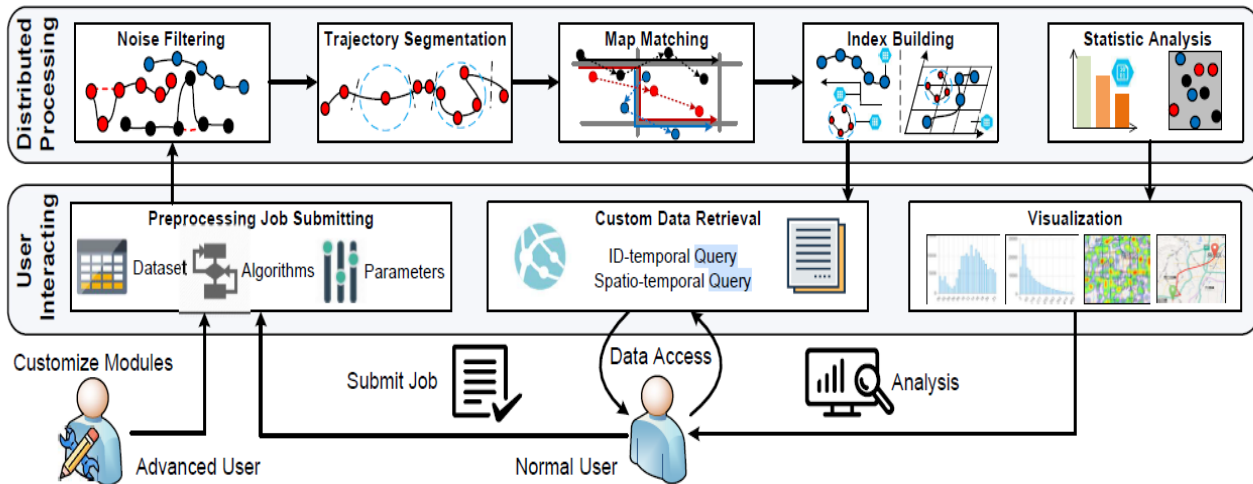 Distributed
Processing
Noise Filtering
Trajectory Segmentation
Map Matching
Index Building
Statistic Analysis
User
Interacting
Preprocessing Job Submitting
Dataset
Algorithms
Parameters
Custom Data Retrieval
ID-temporal Query
Spatio-temporal Query
Visualization
Customize Modules
Submit Job
Data Access
Analysis
Advanced User
Normal User